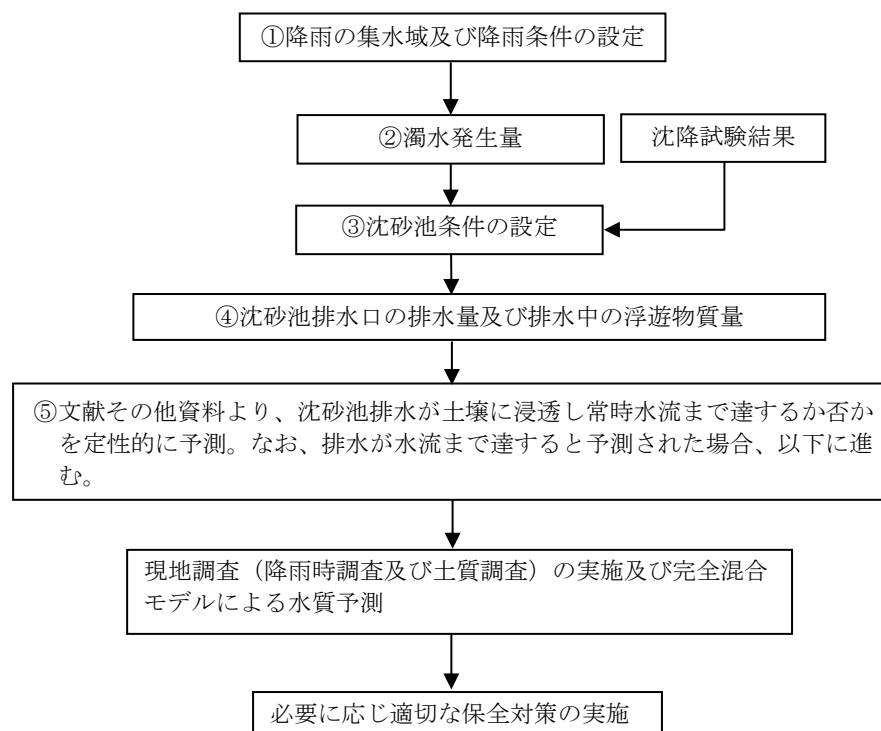 ①降雨の集水域及び降雨条件の設定
②濁水発生量
沈降試験結果
③沈砂池条件の設定
④沈砂池排水口の排水量及び排水中の浮遊物質量
⑤文献その他資料より、沈砂池排水が土壌に浸透し常時水流まで達するか否か
を定性的に予測。なお、排水が水流まで達すると予測された場合、以下に進
む。
現地調査（降雨時調査及び土質調査）の実施及び完全混合
モデルによる水質予測
必要に応じ適切な保全対策の実施